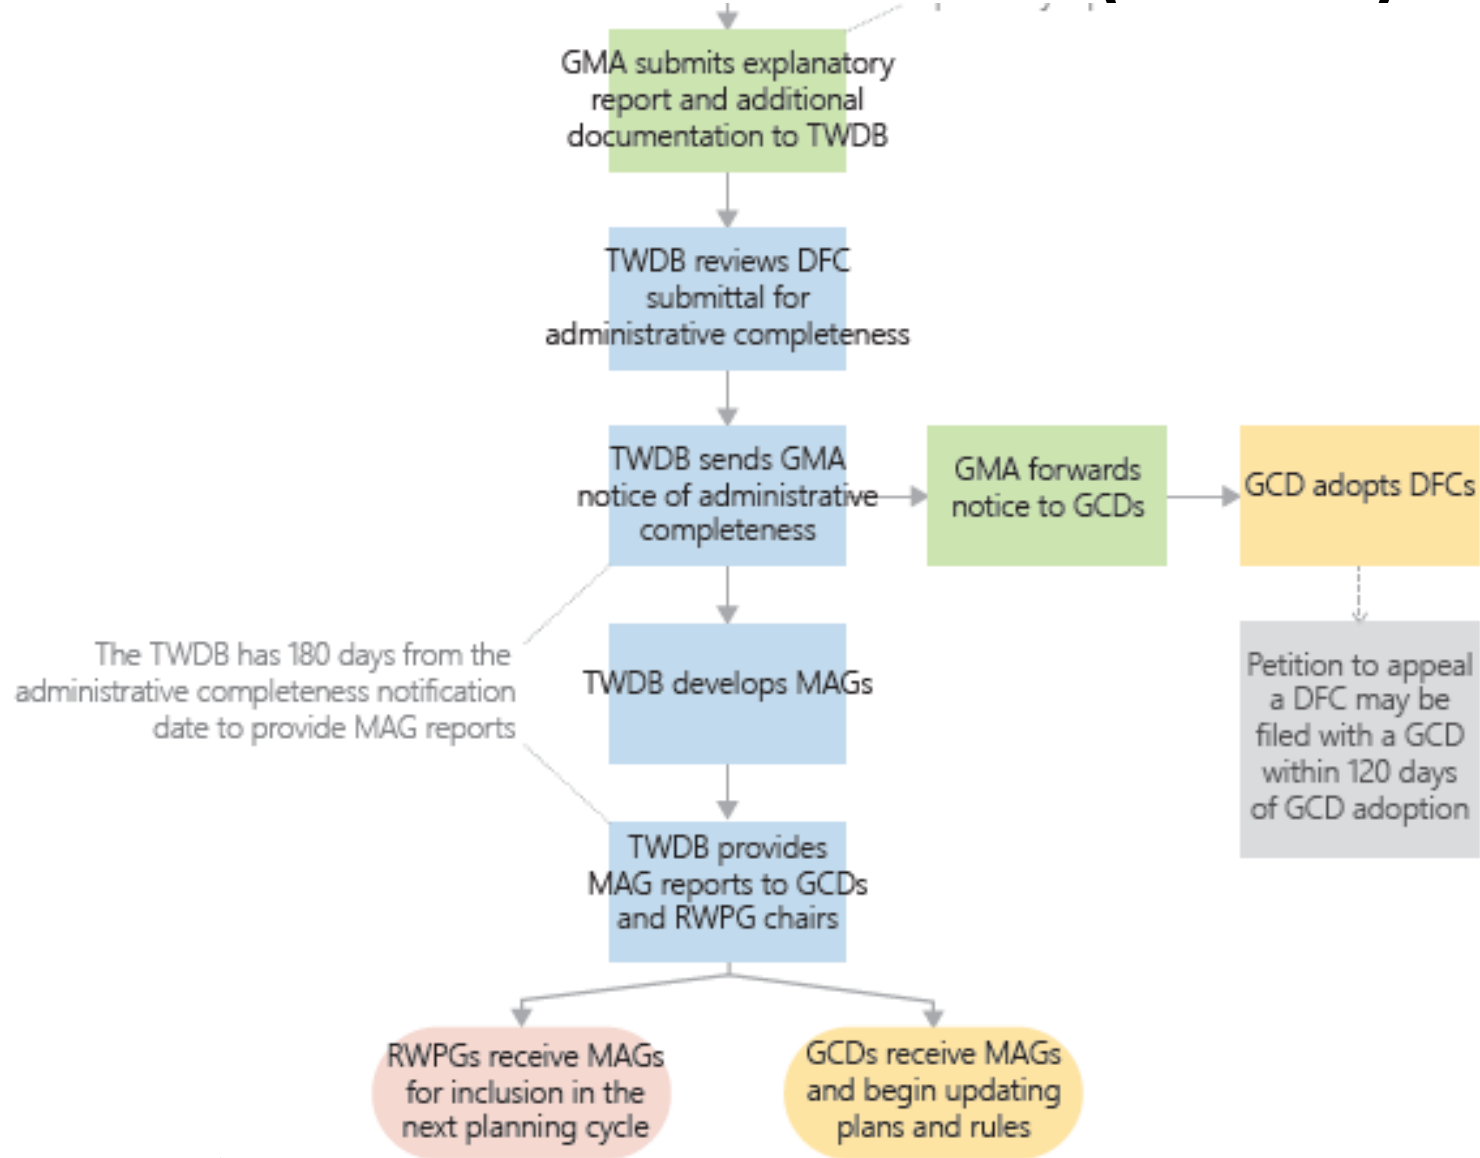 GMA submits explanatory
report and additional
documentation to TWDB
TWDB reviews DFC
submittal for
administrative completeness
TWDB sends GMA
notice of administrative
completeness
GMA forwards
notice to GCDs
GCD adopts DFCs
The TWDB has 180 days from the
administrative completeness notification
date to provide MAG reports
TWDB develops MAGs
Petition to appeal
a DFC may be
filed with a GCD
within 120 days
of GCD adoption
TWDB provides
MAG reports to GCDs
and RWPG chairs
RWPGs receive MAGs
for inclusion in the
next planning cycle
GCDs receive MAGs
and begin updating
plans and rules